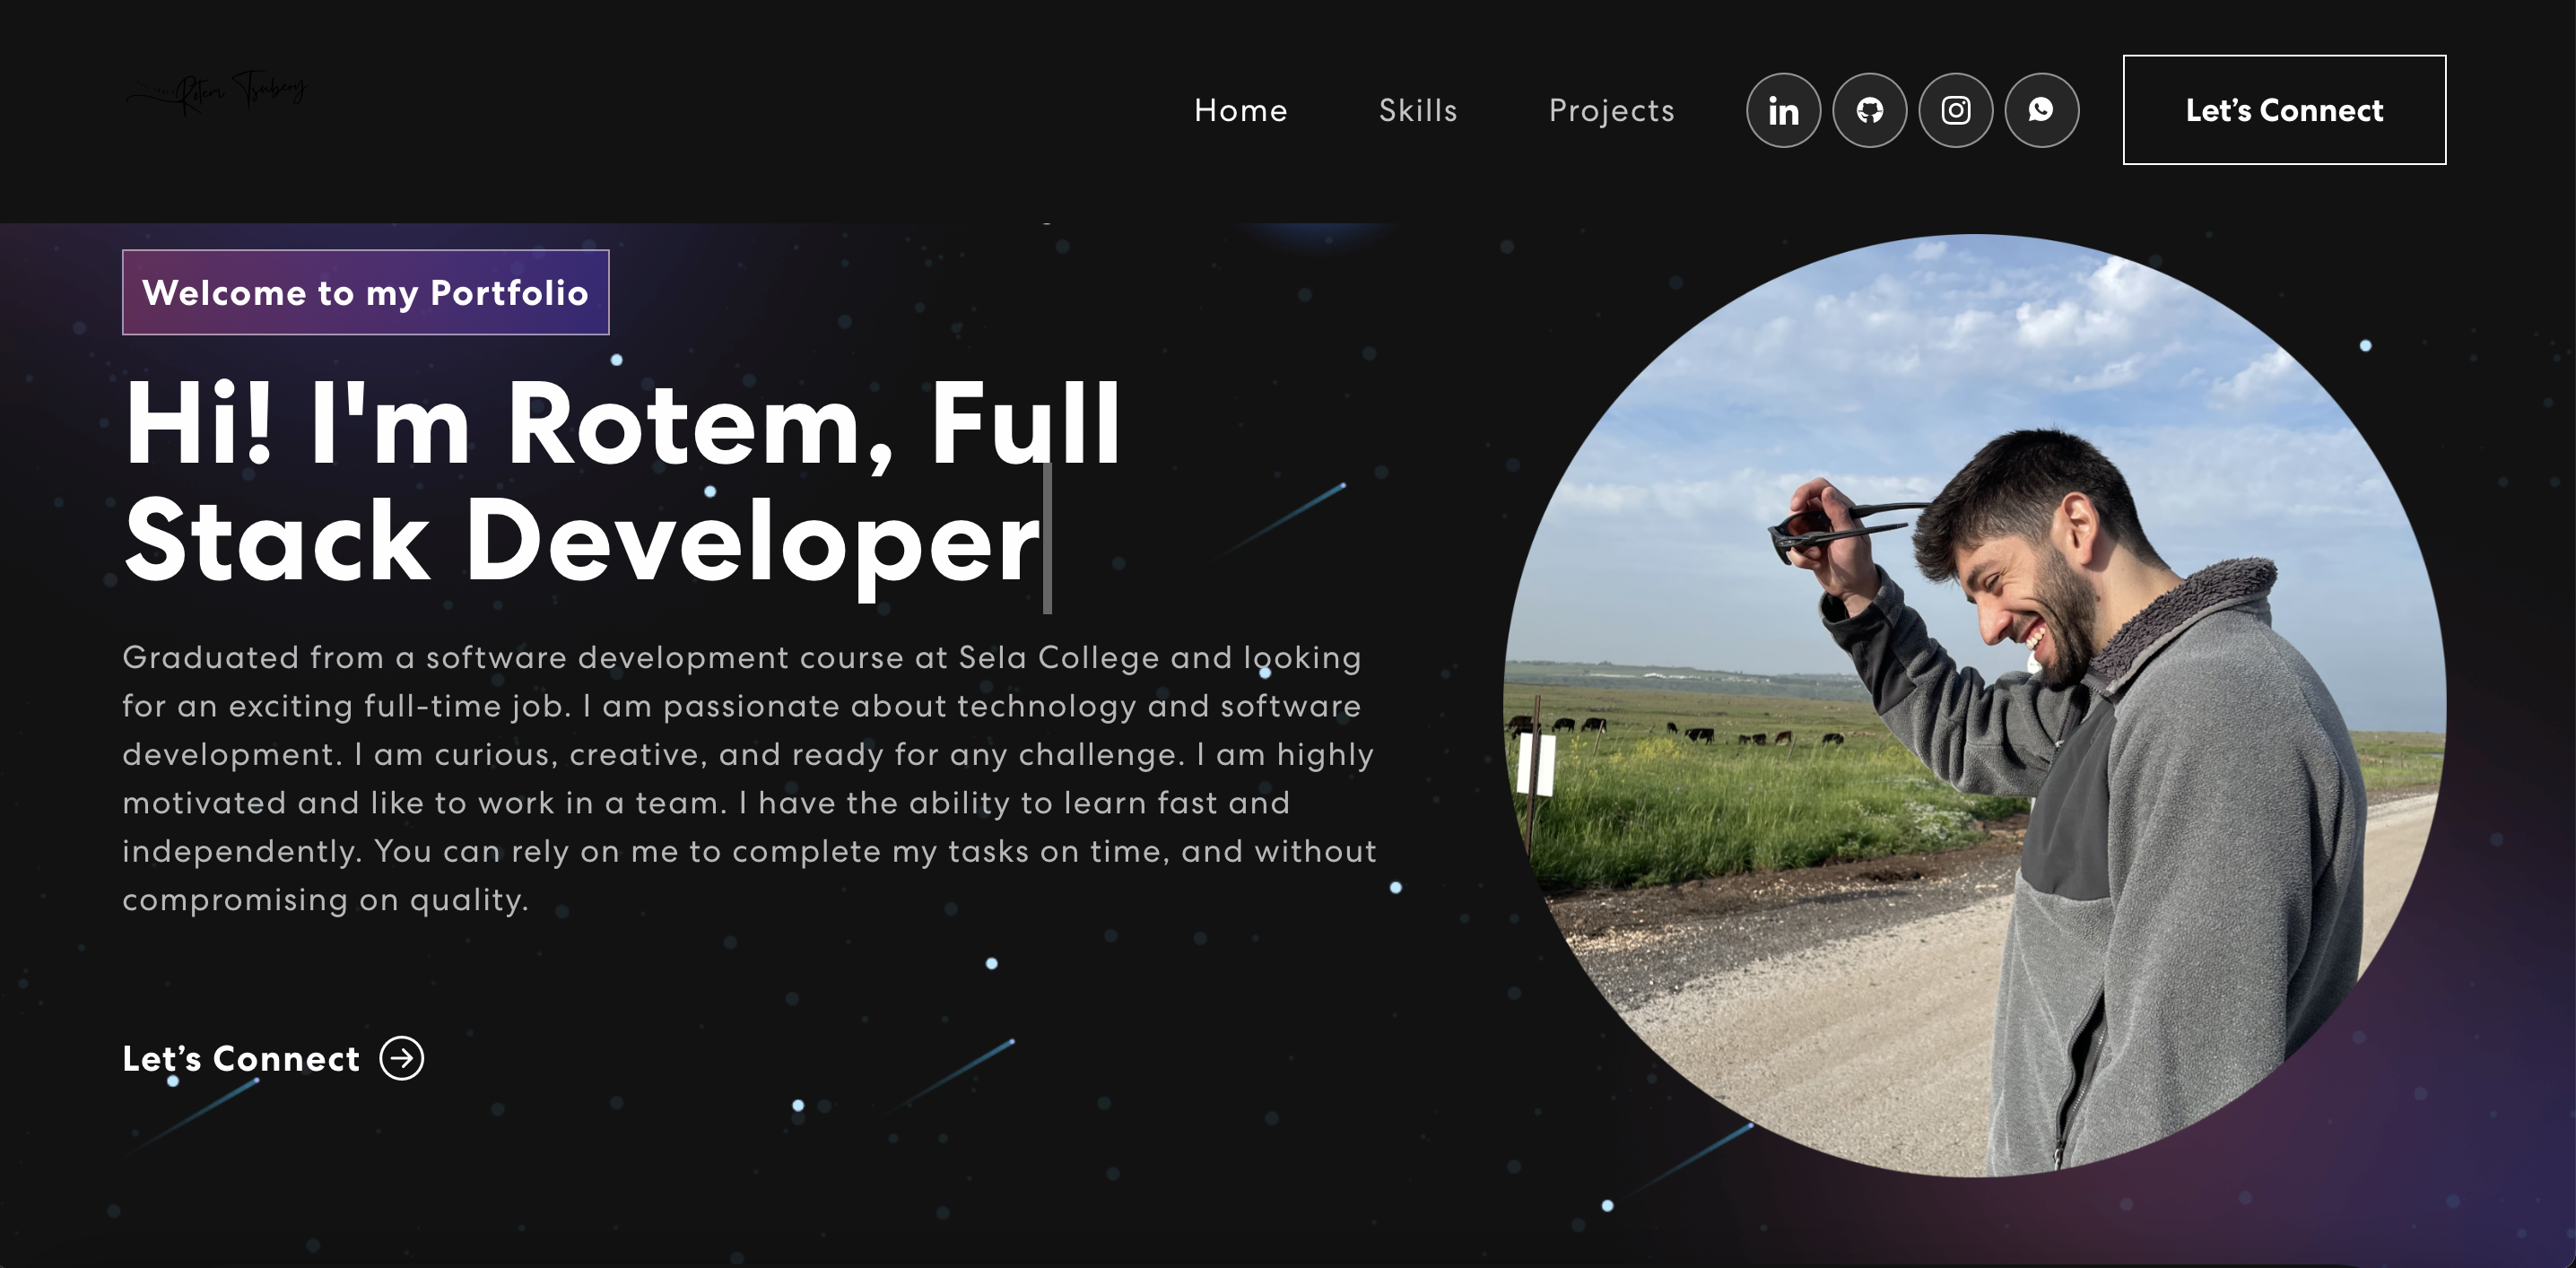 Home Skills Projects Let's Connect
Welcome to my Portfolio
Hi! I'm Rotem, Full
Stack Developer
Graduated from a software development course at Sela College and looking
for an exciting full-time job. I am passionate about technology and software
development. I am curious, creative, and ready for any challenge. I am highly
motivated and like to work in a team. I have the ability to learn fast and
independently. You can rely on me to complete my tasks on time, and without
compromising on quality.
Let’s Connect